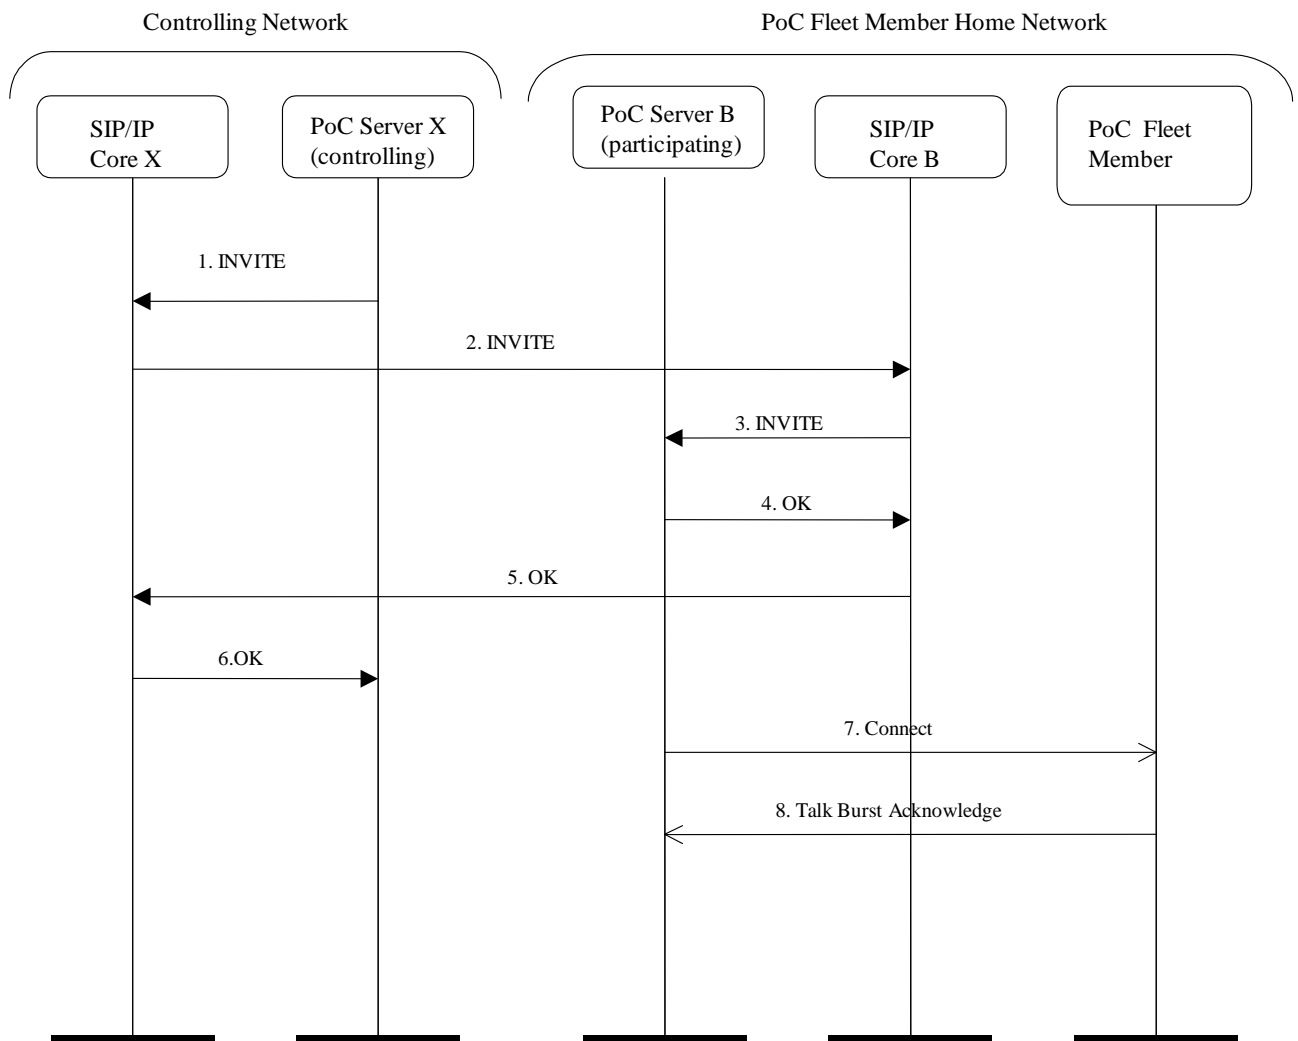 Controlling Network
PoC Fleet Member Home Network
SIP/IP
Core X
PoC Server X
(controlling)
PoC Server B
(participating)
SIP/IP
Core B
PoC Fleet
Member
1. INVITE
2. INVITE
3. INVITE
4. OK
5. OK
6.OK
7. Connect
8. Talk Burst Acknowledge